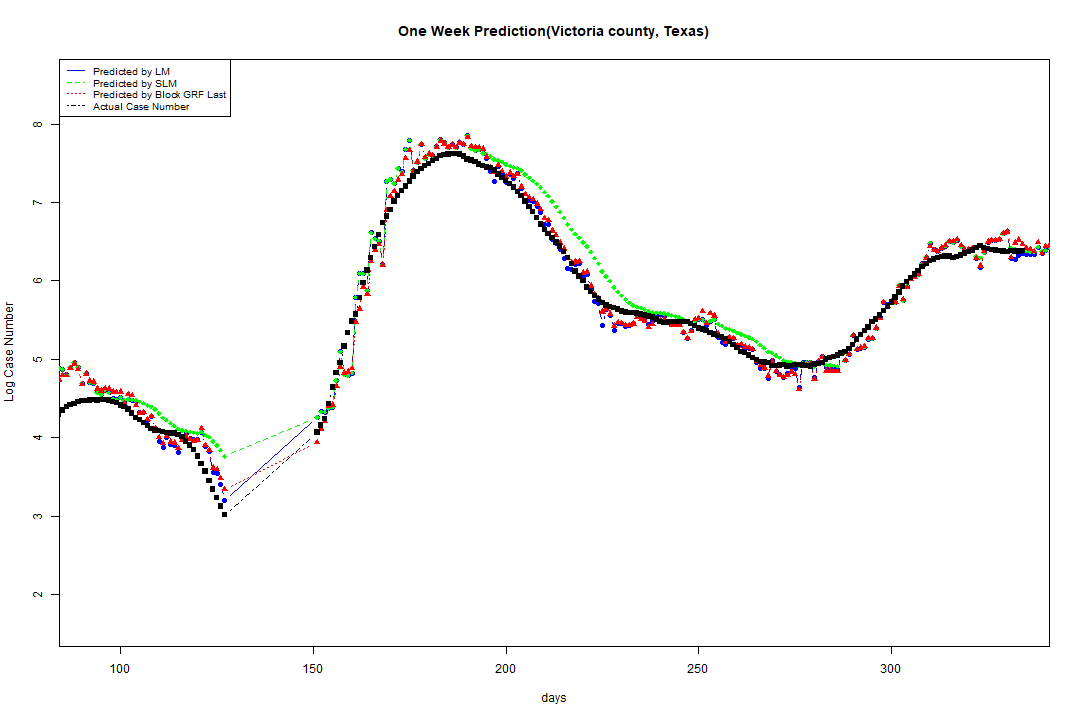 One Week Prediction(Victoria county, Texas)
Predicted by LM
Predicted by SLM
Predicted by Block GRF Last
Actual Case Number
8
7
6
5
4
3
2
Log Case Number
100 150 200 250 300
days